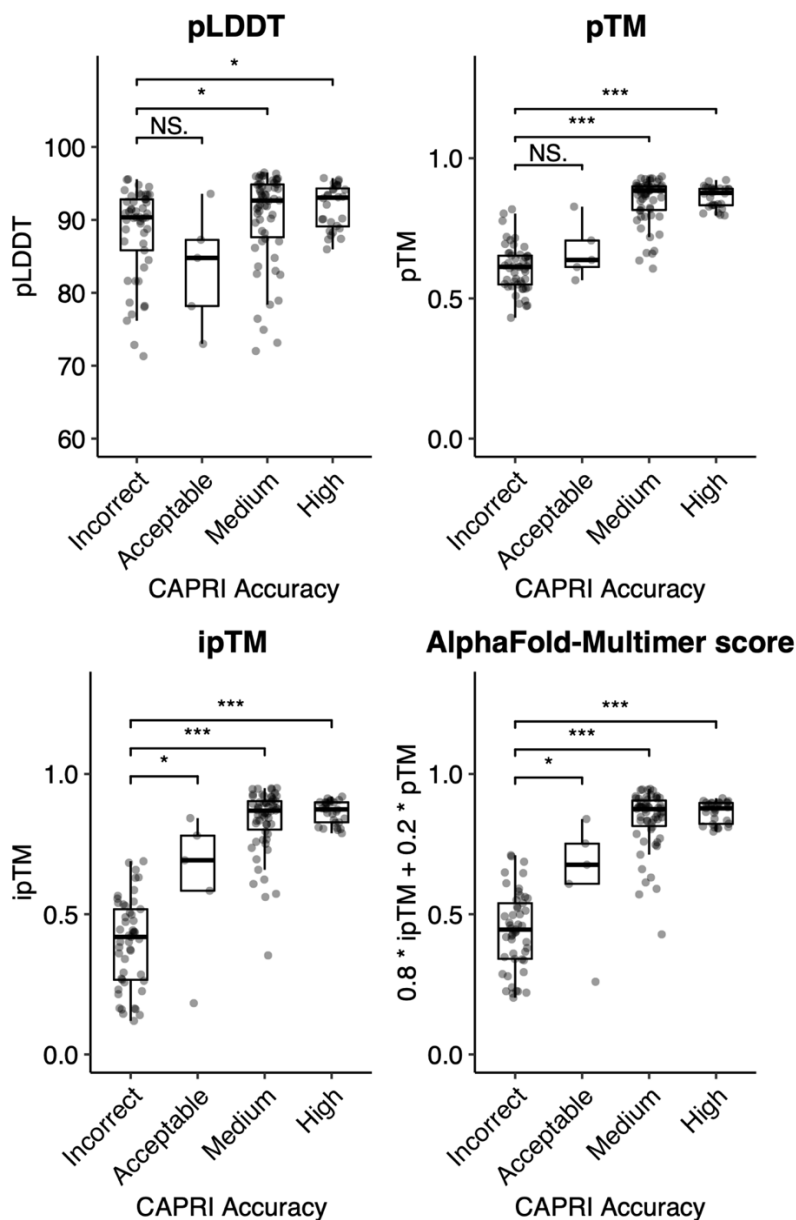 pLDDT
*
*
NS.
100
90
80
70
60
pLDDT
Incorrect
Acceptable
Medium
High
CAPRI Accuracy
pTM
***
***
NS.
1.0
0.5
0.0
pTM
Incorrect
Acceptable
Medium
High
CAPRI Accuracy
ipTM
***
***
*
1.0
0.5
0.0
ipTM
Incorrect
Acceptable
Medium
High
CAPRI Accuracy
AlphaFold-Multimer score
***
***
*
1.0
0.5
0.0
0.8 * ipTM + 0.2 * pTM
Incorrect
Acceptable
Medium
High
CAPRI Accuracy